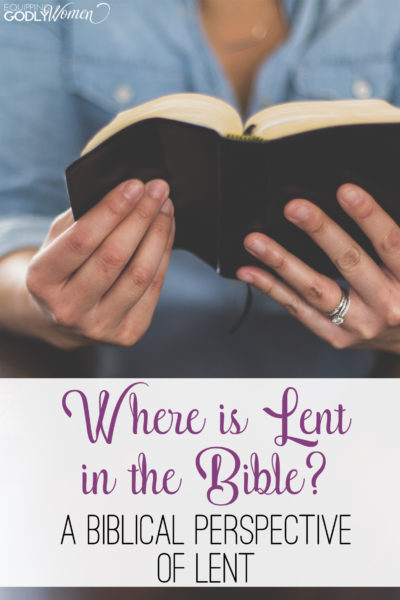 EQUIPPING
GODLY Women
Where is Lent
in the Bible?
A BIBLICAL PERSPECTIVE
OF LENT